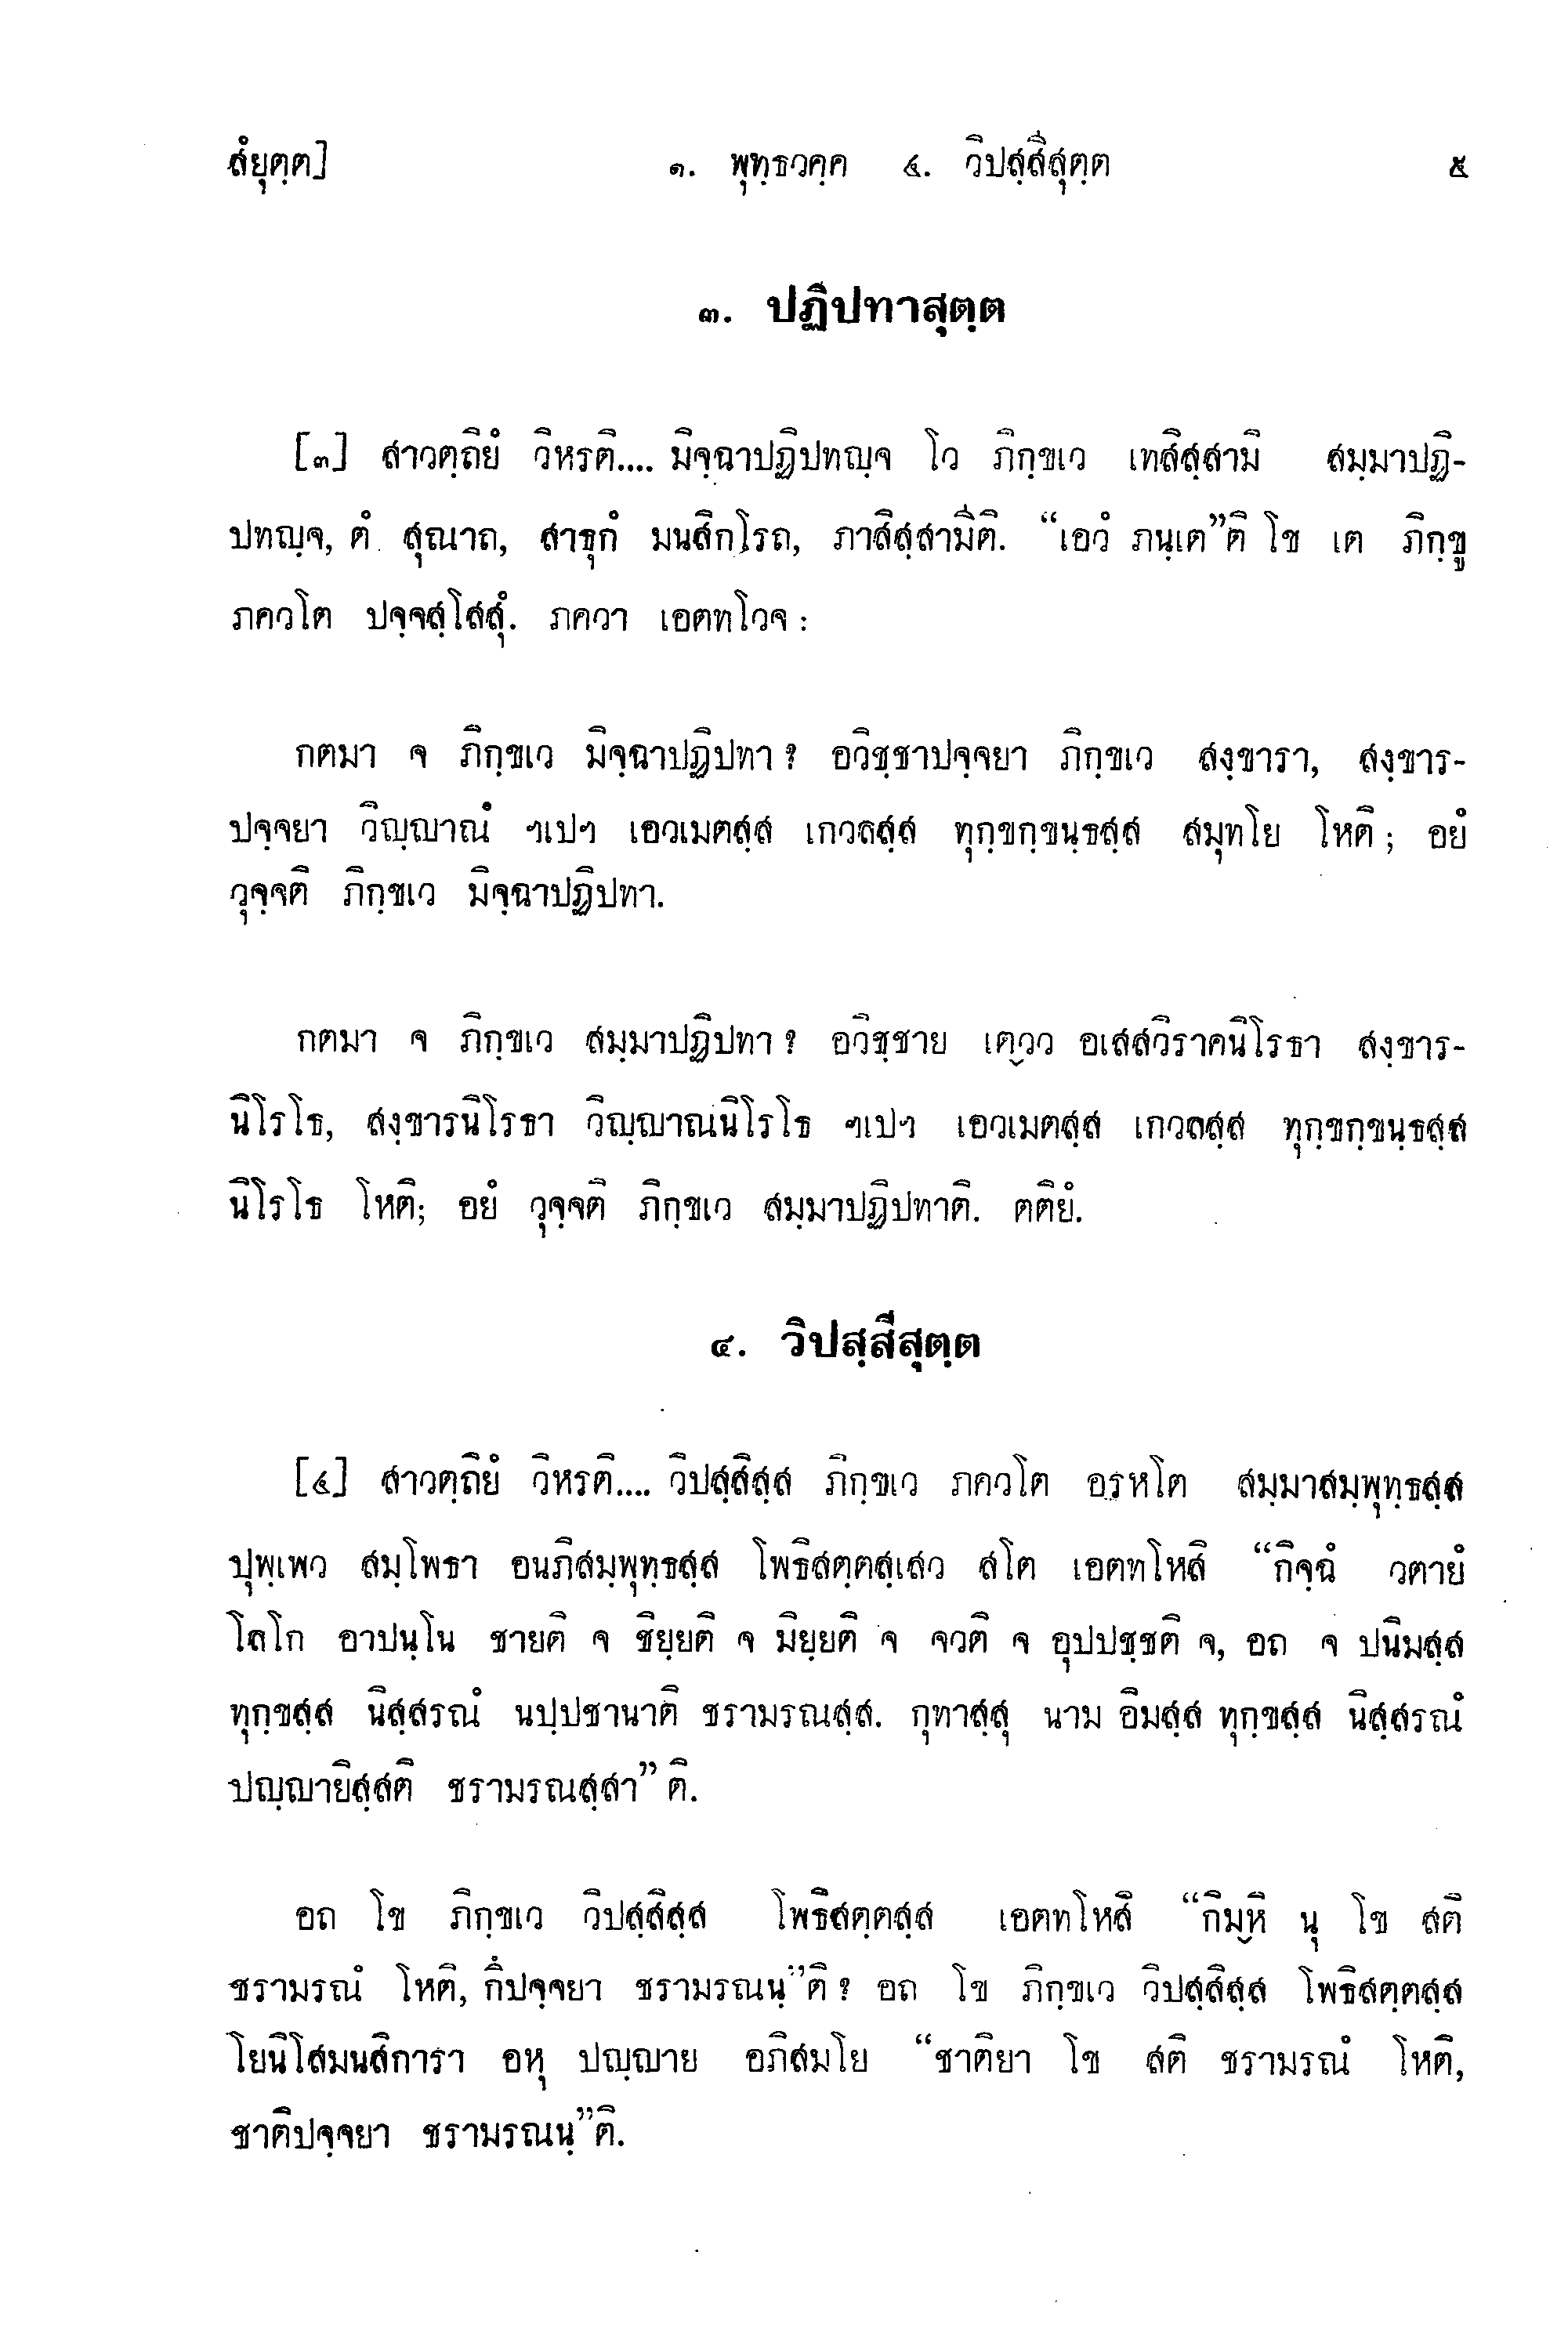 สํยุตฺต] ๑. พุทฺธวคฺค ๔. วิปสฺสีสุตฺต ๕
๓. ปฏิปทาสุตฺต
[๓] สาวตฺถิยํ วิหรติ.... มิจฺฉาปฏิปทญฺจ โว ภิกฺขเว เทสิสฺสามิ สมฺมาปฏิ-
ปทญฺจ, ตํ สุณาถ, สาธุกํ มนสิกโรถ, ภาสิสฺสามีติ. “เอวํ ภนฺเต”ติ โข เต ภิกฺขู
ภควโต ปจฺจสฺโสสุํ. ภควา เอตทโวจ :
กตมา จ ภิกฺขเว มิจฺฉาปฏิปทา ? อวิชฺชาปจฺจยา ภิกฺขเว สงฺขารา, สงฺขาร-
ปจฺจยา วิญฺญาณํ ฯเปฯ เอวเมตสฺส เกวลสฺส ทุกฺขกฺขนฺธสฺส สมุทโย โหติ ; อยํ
วุจฺจติ ภิกฺขเว มิจฺฉาปฏิปทา.
กตมา จ ภิกฺขเว สมฺมาปฏิปทา ? อวิชฺชาย เตฺวว อเสสวิราคนิโรธา สงฺขาร-
นิโรโธ, สงฺขารนิโรธา วิญฺญาณนิโรโธ ฯเปฯ เอวเมตสฺส เกวลสฺส ทุกฺขกฺขนฺธสฺส
นิโรโธ โหติ; อยํ วุจฺจติ ภิกฺขเว สมฺมาปฏิปทาติ. ตติยํ.
๔. วิปสฺสีสุตฺต
[๔] สาวตฺถิยํ วิหรติ.... วิปสฺสิสฺส ภิกฺขเว ภควโต อรหโต สมฺมาสมฺพุทฺธสฺส
ปุพฺเพว สมฺโพธา อนภิสมฺพุทฺธสฺส โพธิสตฺตสฺเสว สโต เอตทโหสิ “กิจฺฉํ วตายํ
โลโก อาปนฺโน ชายติ จ ชิยฺยติ จ มิยฺยติ จ จวติ จ อุปปชฺชติ จ, อถ จ ปนิมสฺส
ทุกฺขสฺส นิสฺสรณํ นปฺปชานาติ ชรามรณสฺส. กุทาสฺสุ นาม อิมสฺส ทุกฺขสฺส นิสฺสรณํ
ปญฺญายิสฺสติ ชรามรณสฺสา” ติ.
อถ โข ภิกฺขเว วิปสฺสิสฺส โพธิสตฺตสฺส เอตทโหสิ “กิมฺหิ นุ โข สติ
ชรามรณํ โหติ, กึปจฺจยา ชรามรณนฺ”ติ ? อถ โข ภิกฺขเว วิปสฺสิสฺส โพธิสตฺตสฺส
โยนิโสมนสิการา อหุ ปญฺญาย อภิสมโย “ชาติยา โข สติ ชรามรณํ โหติ,
ชาติปจฺจยา ชรามรณนฺ”ติ.